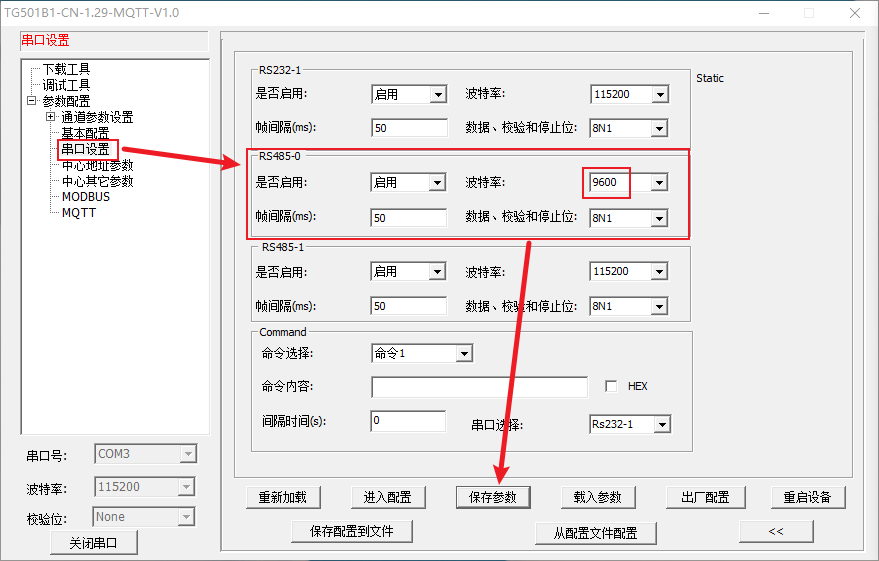 TG501B1-CN-1.29-MQTT-V1.0
串口设置
下载工具
调试工具
参数配置
通道参数设置
基本配置
串口设置
中心地址参数
中心其它参数
MODBUS
MQTT
串口号: COM3
波特率: 115200
校验位: None
关闭串口
RS232-1
是否启用: 启用 波特率: 115200
帧间隔(ms): 50 数据、校验和停止位: 8N1
Static
RS485-0
是否启用: 启用 波特率: 9600
帧间隔(ms): 50 数据、校验和停止位: 8N1
RS485-1
是否启用: 启用 波特率: 115200
帧间隔(ms): 50 数据、校验和停止位: 8N1
Command
命令选择: 命令1
命令内容: HEX
间隔时间(s): 0 串口选择: Rs232-1
重新加载 进入配置 保存参数 载入参数 出厂配置 重启设备
保存配置到文件 从配置文件配置 <<